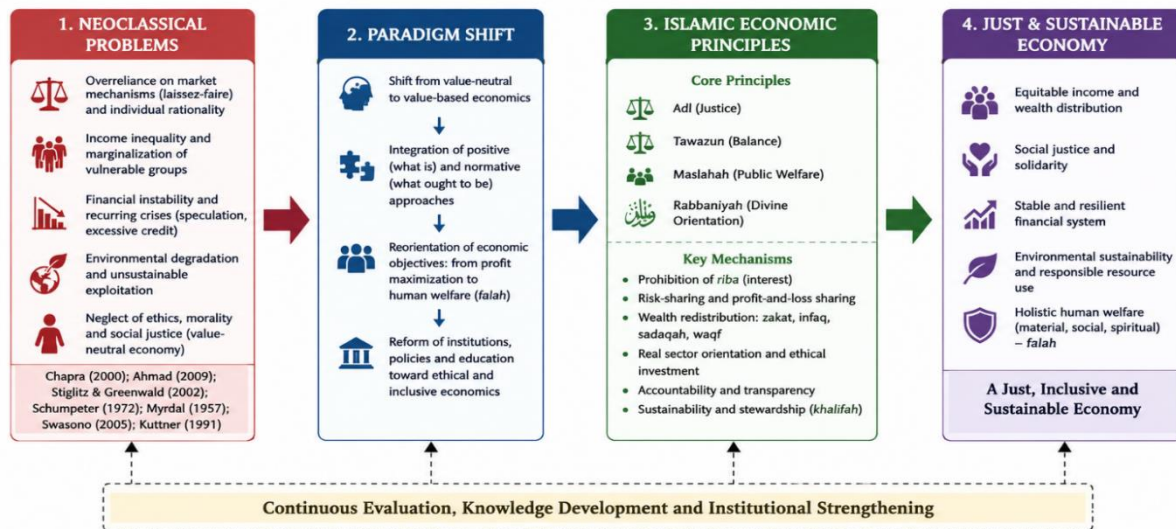 1. NEOCLASSICAL
PROBLEMS
Overreliance on market
mechanisms (laissez-faire)
and individual rationality
Income inequality and
marginalization of
vulnerable groups
Financial instability and
recurring crises (speculation,
excessive credit)
Environmental degradation
and unsustainable
exploitation
Neglect of ethics, morality
and social justice (value-
neutral economy)
Chapra (2000); Ahmad (2009);
Stiglitz & Greenwald (2002);
Schumpeter (1972); Myrdal (1957);
Swasono (2005); Kuttner (1991)
2. PARADIGM SHIFT
Shift from value-neutral
to value-based economics
Integration of positive
(what is) and normative
(what ought to be)
approaches
Reorientation of economic
objectives: from profit
maximization to
human welfare (falah)
Reform of institutions,
policies and education
toward ethical and
inclusive economics
3. ISLAMIC ECONOMIC
PRINCIPLES
Core Principles
Adl (Justice)
Tawazun (Balance)
Maslahah (Public Welfare)
Rabbaniyah (Divine
Orientation)
Key Mechanisms
• Prohibition of riba (interest)
• Risk-sharing and profit-and-loss sharing
• Wealth redistribution: zakat, infaq,
sadaqah, waqf
• Real sector orientation and ethical
investment
• Accountability and transparency
• Sustainability and stewardship (khalifah)
4. JUST & SUSTAINABLE
ECONOMY
Equitable income and
wealth distribution
Social justice and
solidarity
Stable and resilient
financial system
Environmental sustainability
and responsible resource
use
Holistic human welfare
(material, social, spiritual)
– falah
A Just, Inclusive and
Sustainable Economy
Continuous Evaluation, Knowledge Development and Institutional Strengthening